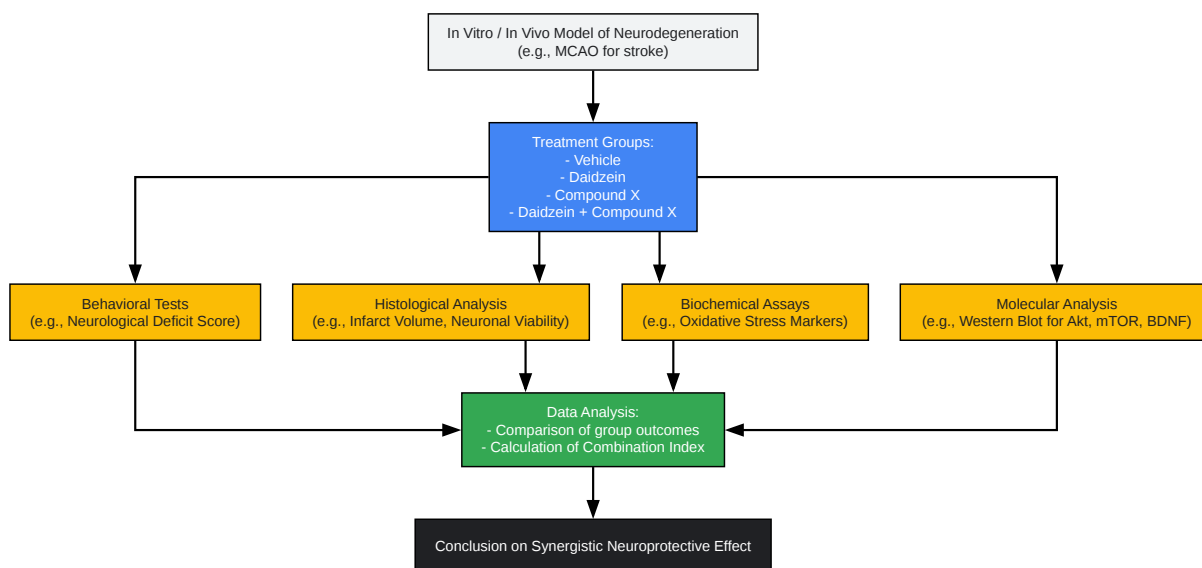 In Vitro / In Vivo Model of Neurodegeneration
(e.g., MCAO for stroke)
Treatment Groups:
- Vehicle
- Daidzein
- Compound X
- Daidzein + Compound X
Behavioral Tests
(e.g., Neurological Deficit Score)
Histological Analysis
(e.g., Infarct Volume, Neuronal Viability)
Biochemical Assays
(e.g., Oxidative Stress Markers)
Molecular Analysis
(e.g., Western Blot for Akt, mTOR, BDNF)
Data Analysis:
- Comparison of group outcomes
- Calculation of Combination Index
Conclusion on Synergistic Neuroprotective Effect